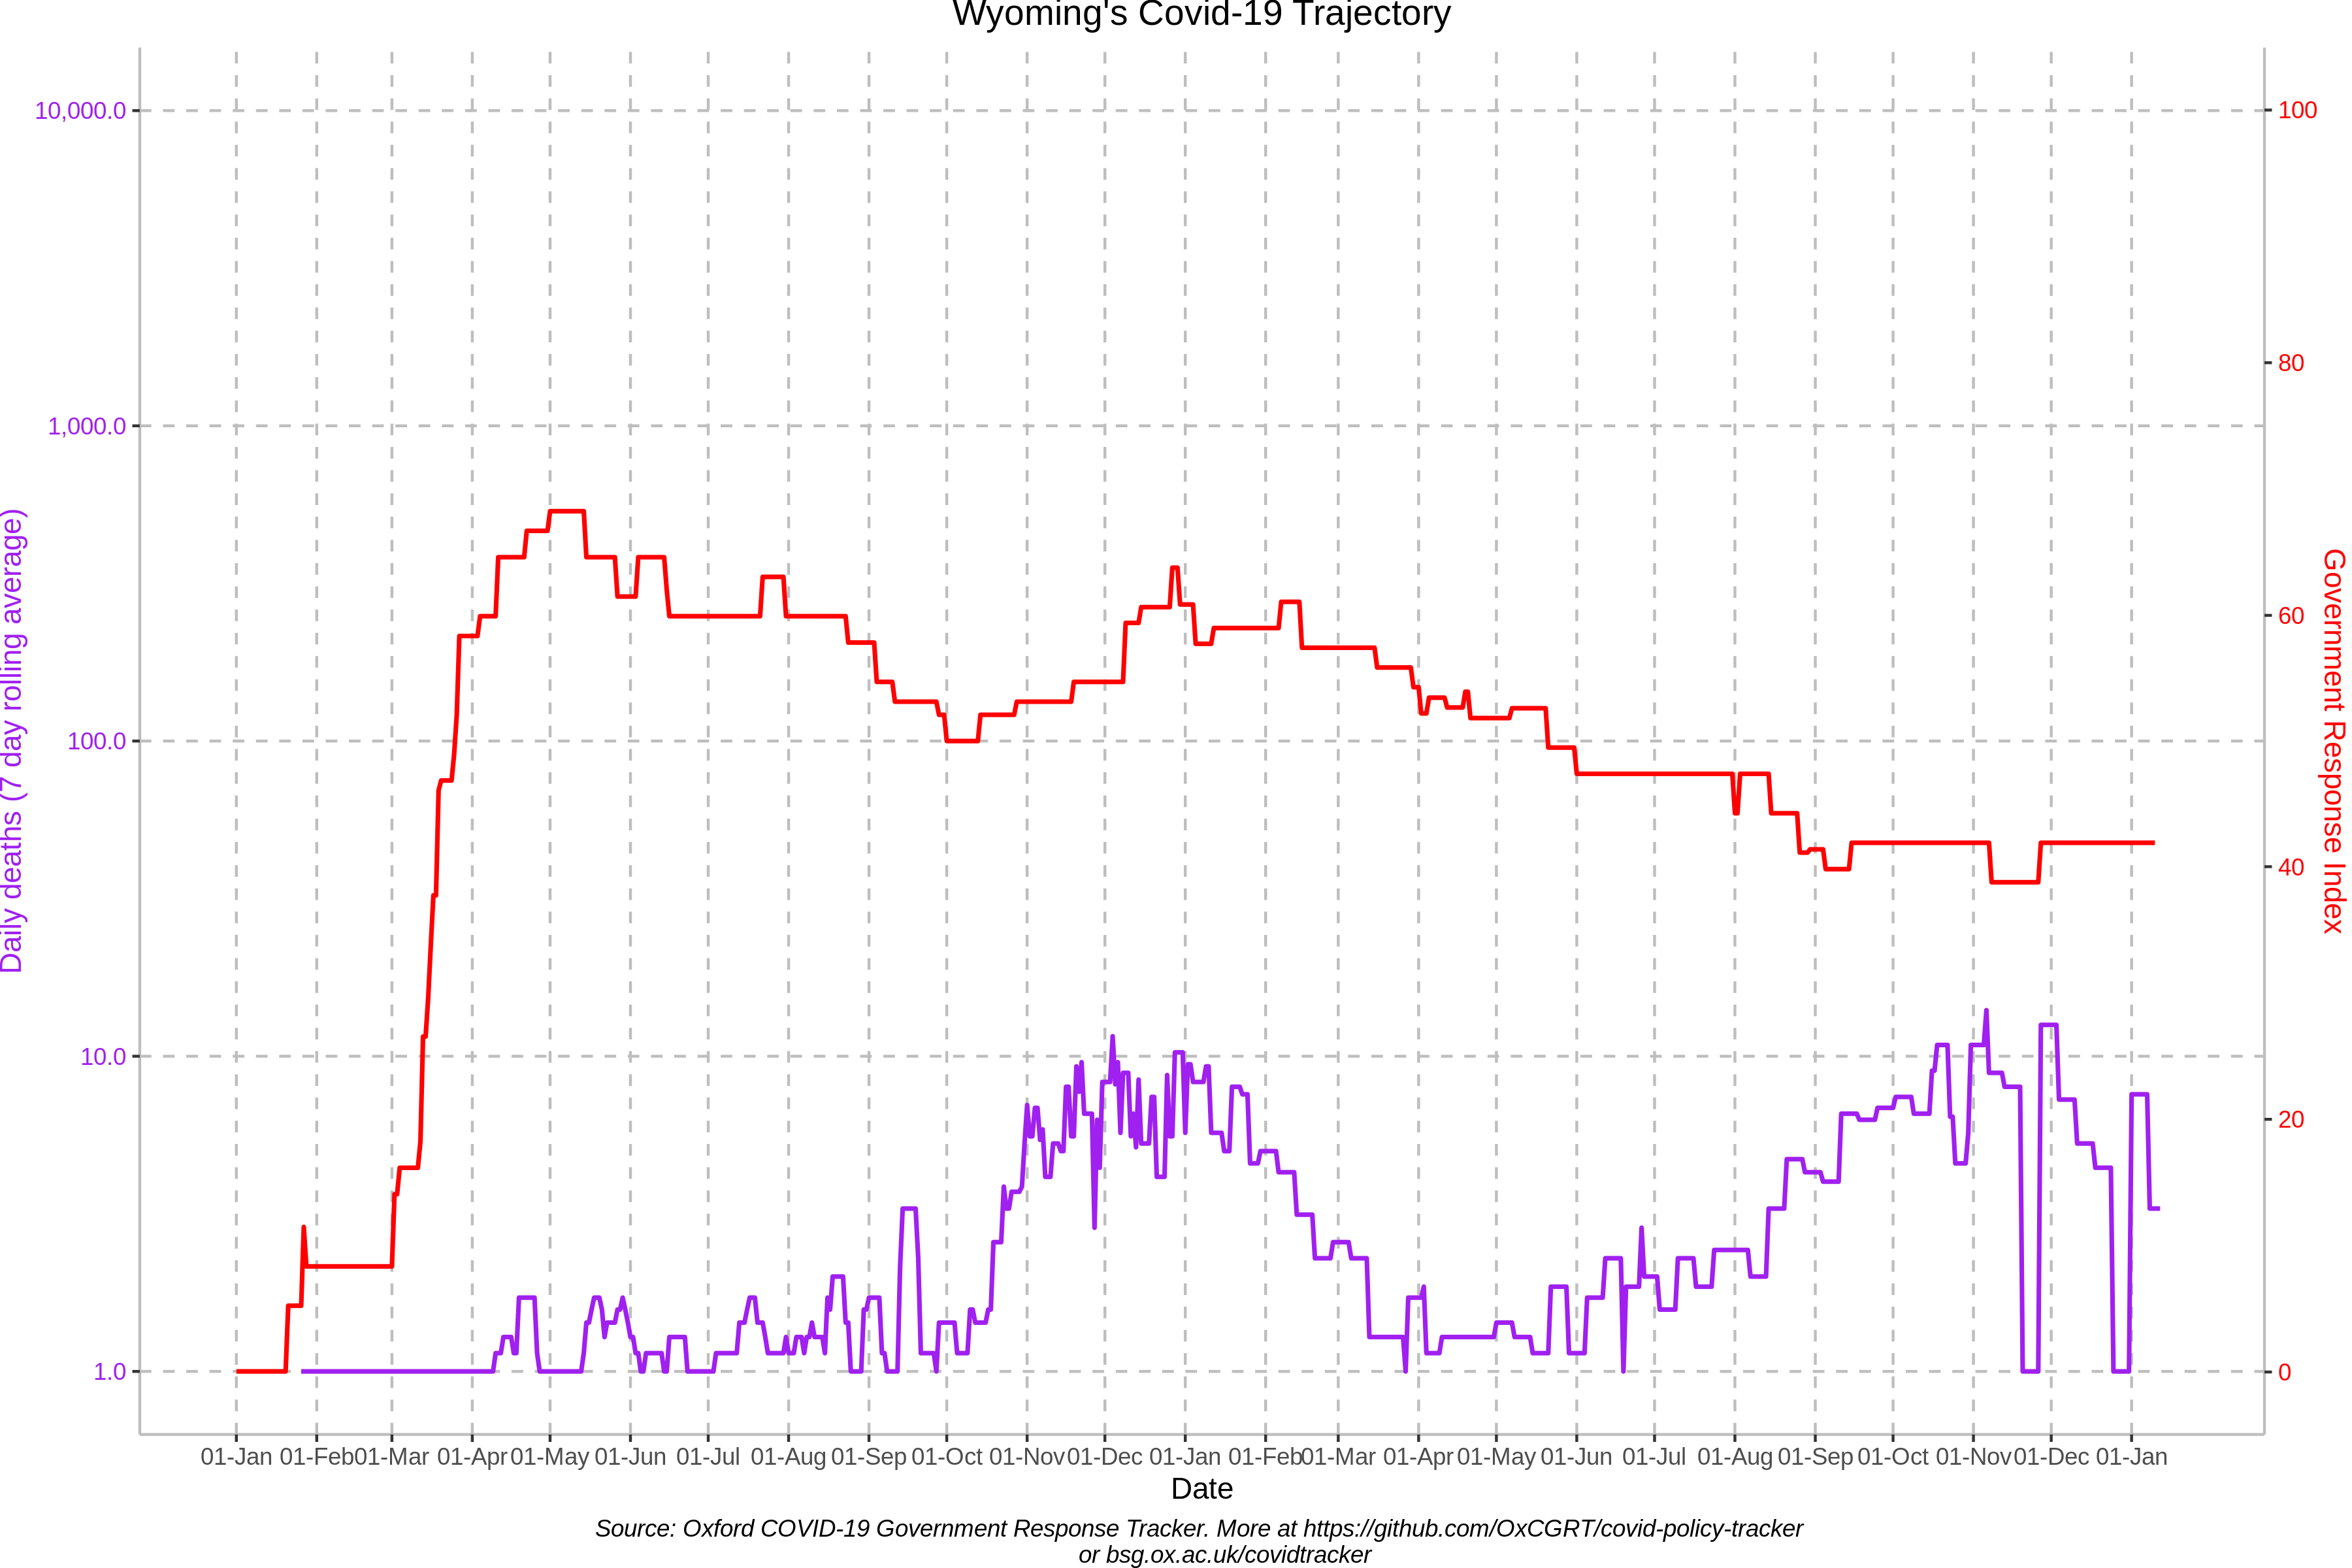 Wyoming's Covid-19 Trajectory
10,000.0
1,000.0
100.0
10.0
1.0
Daily deaths (7 day rolling average)
100
80
60
40
20
0
Government Response Index
01-Jan 01-Feb 01-Mar 01-Apr 01-May 01-Jun 01-Jul 01-Aug 01-Sep 01-Oct 01-Nov 01-Dec 01-Jan 01-Feb 01-Mar 01-Apr 01-May 01-Jun 01-Jul 01-Aug 01-Sep 01-Oct 01-Nov 01-Dec 01-Jan
Date
Source: Oxford COVID-19 Government Response Tracker. More at https://github.com/OxCGRT/covid-policy-tracker
or bsg.ox.ac.uk/covidtracker